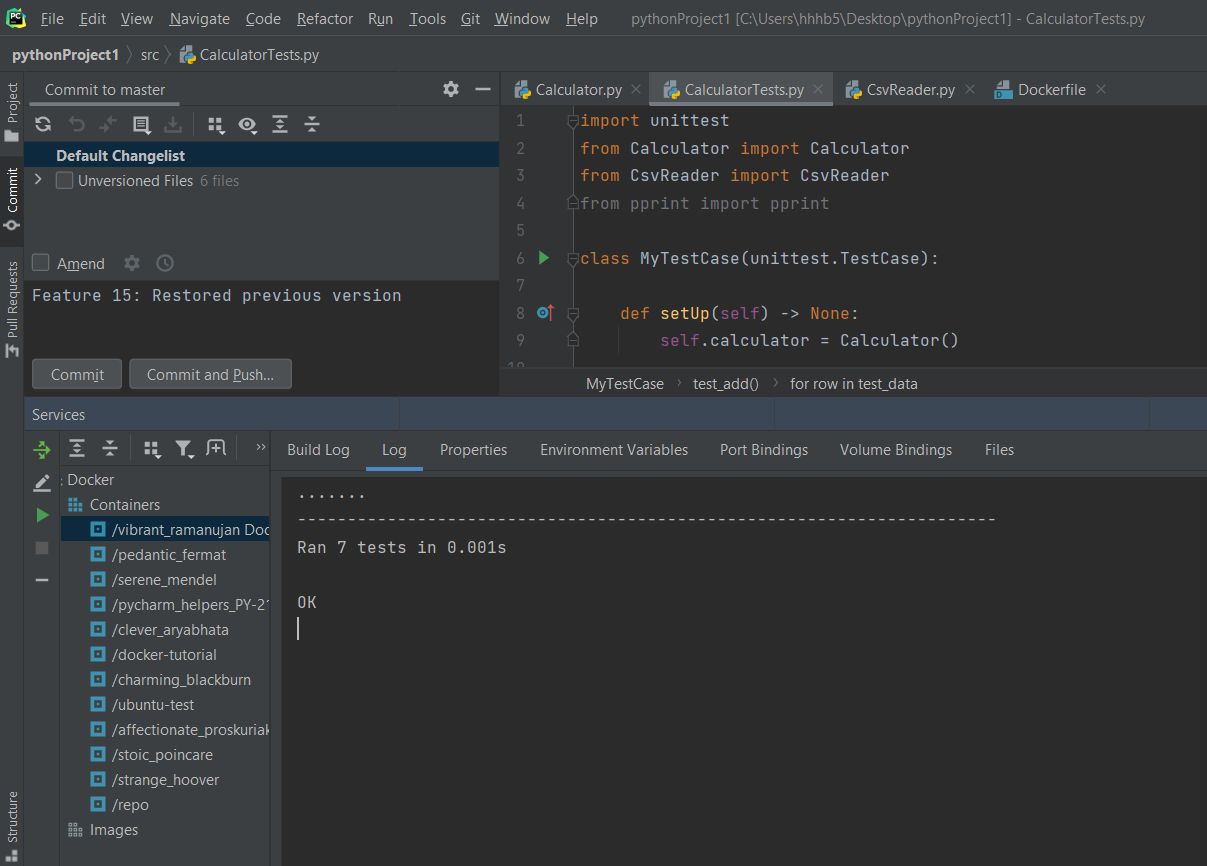 PC File Edit View Navigate Code Refactor Run Tools Git Window Help pythonProject1 [C:\Users\hhhb5\Desktop\pythonProject1] - CalculatorTests.py
pythonProject1 src CalculatorTests.py
Project
Commit
Pull Requests
Structure
Commit to master
Default Changelist
Unversioned Files 6 files
Amend
Feature 15: Restored previous version
Commit Commit and Push...
Calculator.py CalculatorTests.py CsvReader.py Dockerfile
1 import unittest
2 from Calculator import Calculator
3 from CsvReader import CsvReader
4 from pprint import pprint
5
6 class MyTestCase(unittest.TestCase):
7
8 def setUp(self) -> None:
9 self.calculator = Calculator()
10
MyTestCase test_add() for row in test_data
Services
Build Log Log Properties Environment Variables Port Bindings Volume Bindings Files
Docker
Containers
/vibrant_ramanujan Doc
/pedantic_fermat
/serene_mendel
/pycharm_helpers_PY-21
/clever_aryabhata
/docker-tutorial
/charming_blackburn
/ubuntu-test
/affectionate_proskuriak
/stoic_poincare
/strange_hoover
/repo
Images
.......
----------------------------------------------------------------------
Ran 7 tests in 0.001s
OK